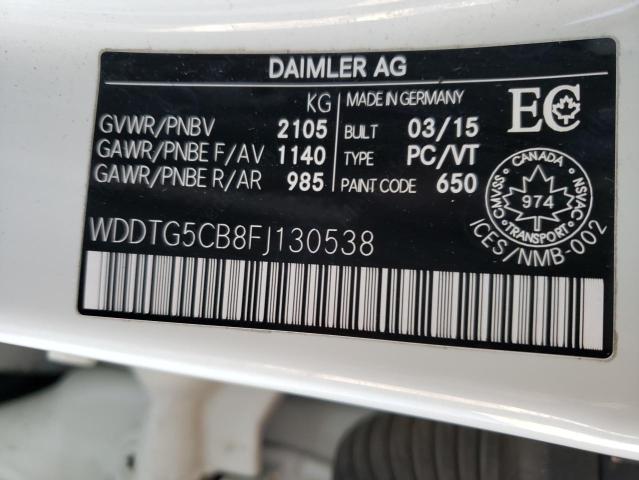 DAIMLER AG
KG
GVWR/PNBV 2105
GAWR/PNBE F/AV 1140
GAWR/PNBE R/AR 985
MADE IN GERMANY
BUILT 03/15
TYPE PC/VT
PAINT CODE 650
EC
CANADA
CMVSS 974 NSVAC
TRANSPORT
ICES/NMB-002
WDDTG5CB8FJ130538